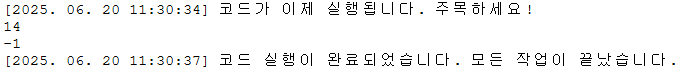 [2025. 06. 20 11:30:34] 코드가 이제 실행됩니다. 주목하세요!
14
-1
[2025. 06. 20 11:30:37] 코드 실행이 완료되었습니다. 모든 작업이 끝났습니다.